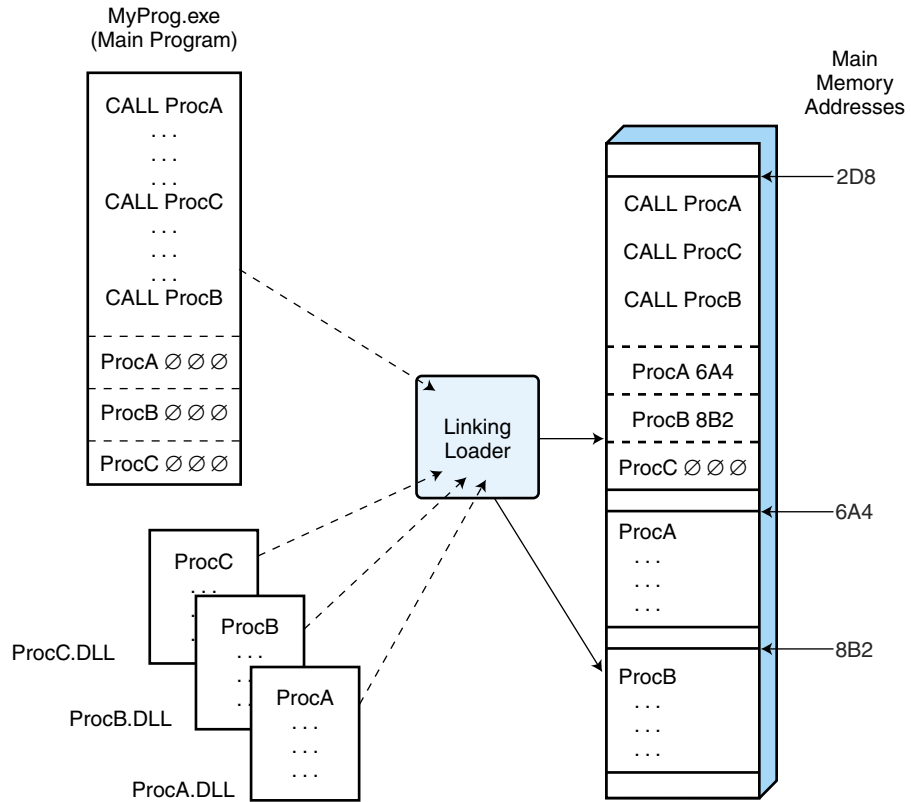 MyProg.exe
(Main Program)
CALL ProcA
. . .
. . .
. . .
CALL ProcC
. . .
. . .
. . .
CALL ProcB
ProcA ∅ ∅ ∅
ProcB ∅ ∅ ∅
ProcC ∅ ∅ ∅
ProcC
. . .
ProcC.DLL
ProcB
. . .
ProcB.DLL
ProcA
. . .
. . .
. . .
ProcA.DLL
Linking
Loader
Main
Memory
Addresses
2D8
CALL ProcA
CALL ProcC
CALL ProcB
ProcA 6A4
ProcB 8B2
ProcC ∅ ∅ ∅
6A4
ProcA
. . .
. . .
. . .
8B2
ProcB
. . .
. . .
. . .